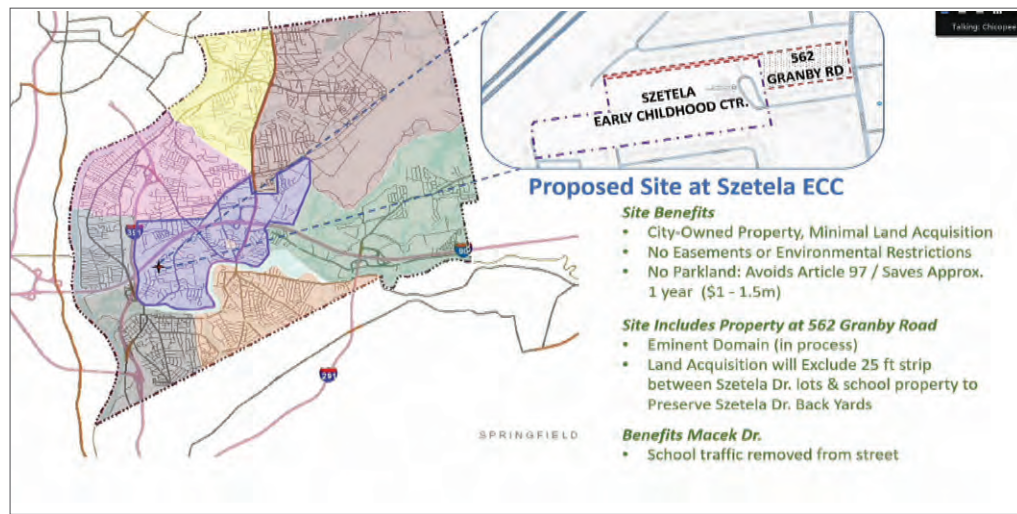 Talking: Chicopee
562
GRANBY RD
SZETELA
EARLY CHILDHOOD CTR.
Proposed Site at Szetela ECC
Site Benefits
• City-Owned Property, Minimal Land Acquisition
• No Easements or Environmental Restrictions
• No Parkland: Avoids Article 97 / Saves Approx.
1 year ($1 - 1.5m)
Site Includes Property at 562 Granby Road
• Eminent Domain (in process)
• Land Acquisition will Exclude 25 ft strip
between Szetela Dr. lots & school property to
Preserve Szetela Dr. Back Yards
Benefits Macek Dr.
• School traffic removed from street
291
SPRINGFIELD